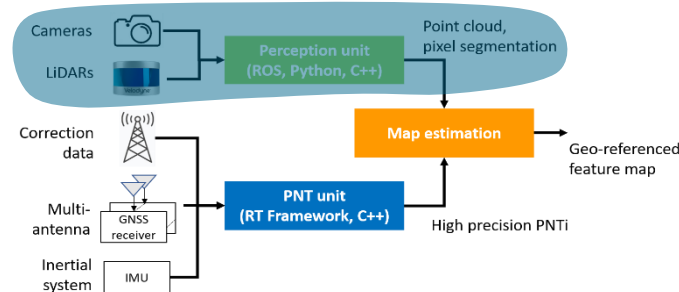 Cameras
LiDARs
Perception unit
(ROS, Python, C++)
Point cloud,
pixel segmentation
Correction
data
Multi-
antenna
GNSS
receiver
Inertial
system
IMU
PNT unit
(RT Framework, C++)
High precision PNTi
Map estimation
Geo-referenced
feature map